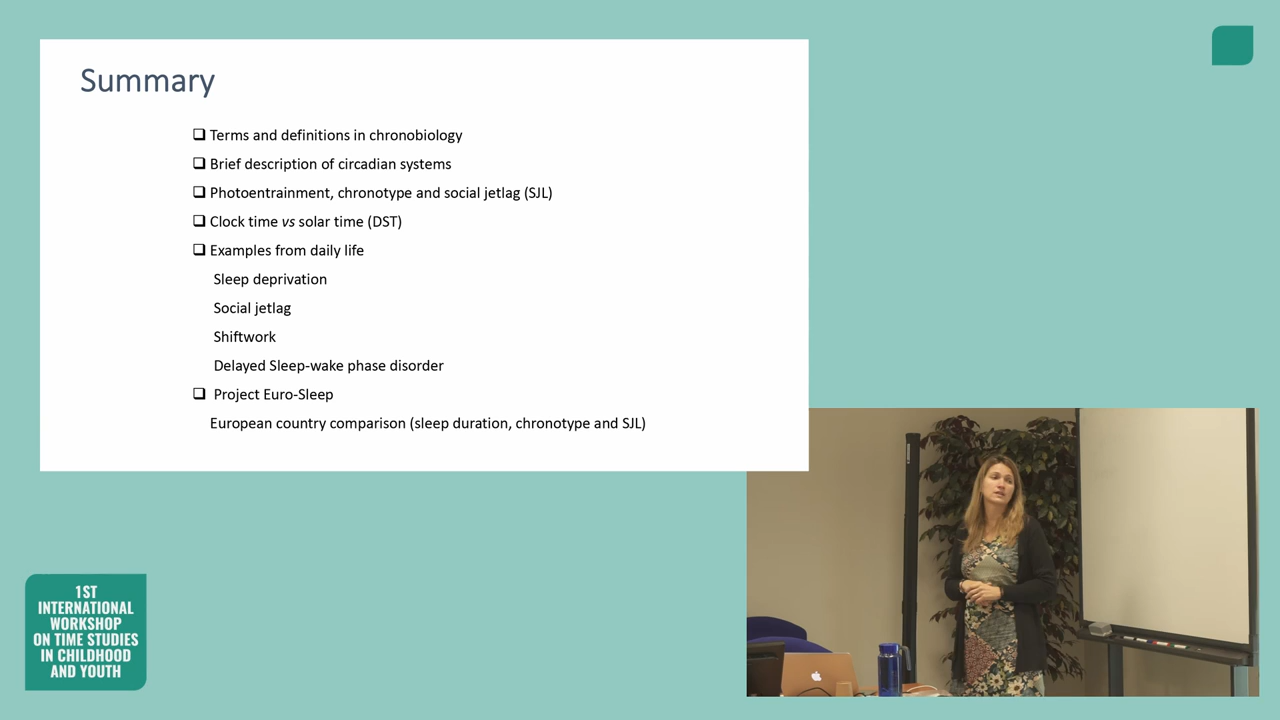 Summary
❑ Terms and definitions in chronobiology
❑ Brief description of circadian systems
❑ Photoentrainment, chronotype and social jetlag (SJL)
❑ Clock time vs solar time (DST)
❑ Examples from daily life
Sleep deprivation
Social jetlag
Shiftwork
Delayed Sleep-wake phase disorder
❑ Project Euro-Sleep
European country comparison (sleep duration, chronotype and SJL)
1ST
INTERNATIONAL
WORKSHOP
ON TIME STUDIES
IN CHILDHOOD
AND YOUTH